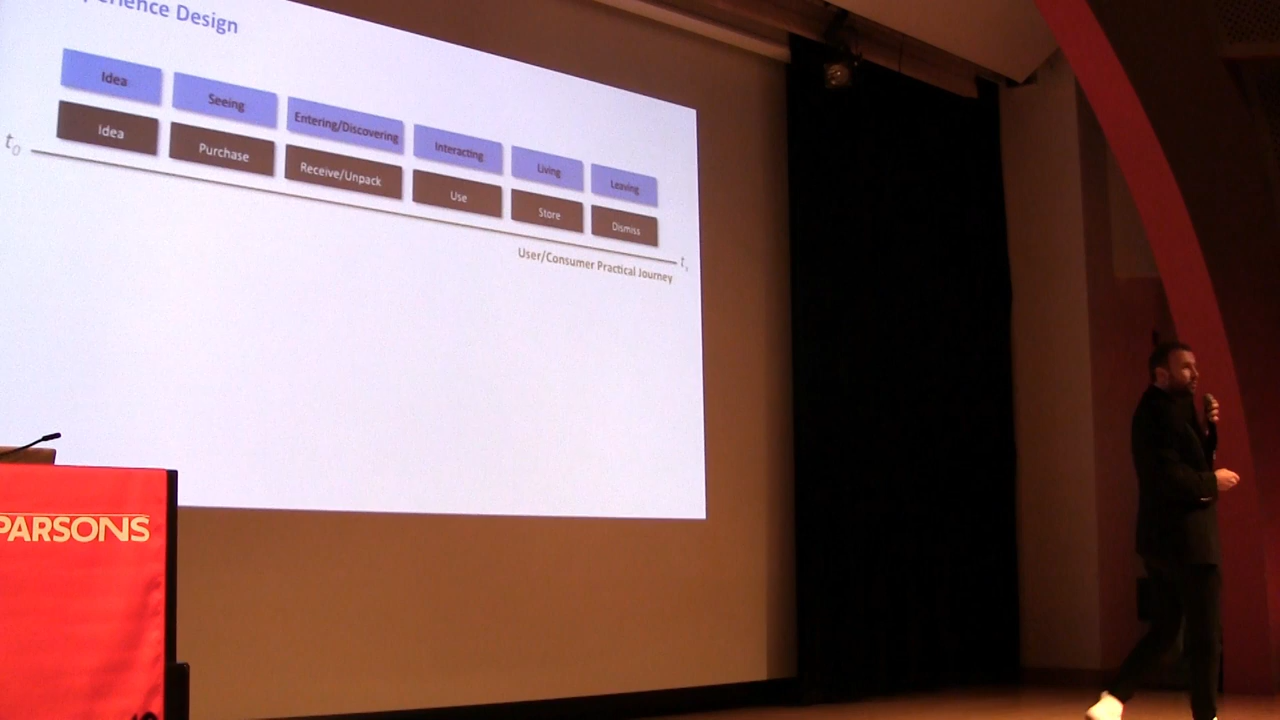 perience Design
Idea Seeing Entering/Discovering Interacting Living Leaving
Idea Purchase Receive/Unpack Use Store Dismiss
t0
User/Consumer Practical Journey
PARSONS